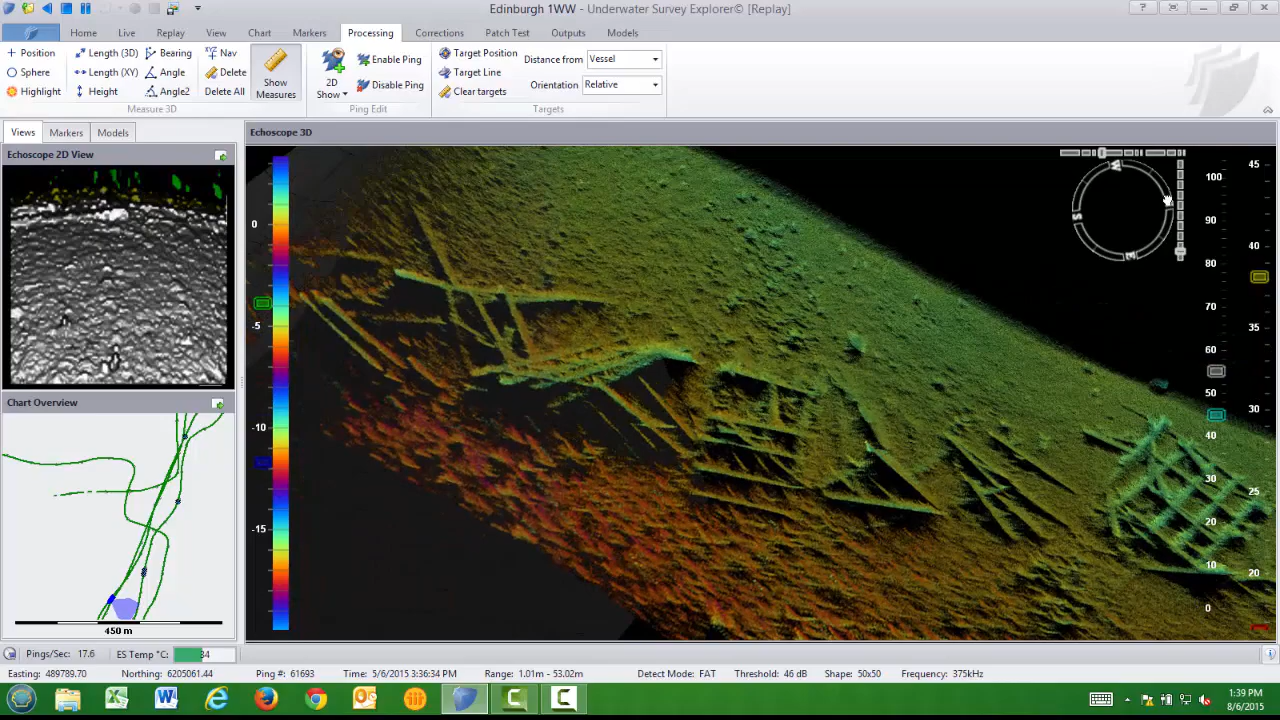 Edinburgh 1WW - Underwater Survey Explorer© [Replay]
Home Live Replay View Chart Markers Processing Corrections Patch Test Outputs Models
Position Length (3D) Bearing Nav
Sphere Length (XY) Angle Delete
Highlight Height Angle2 Delete All
Show Measures
2D Show
Enable Ping
Disable Ping
Target Position Distance from Vessel
Target Line Orientation Relative
Clear targets
Measure 3D Ping Edit Targets
Views Markers Models
Echoscope 2D View
Echoscope 3D
0
-5
-10
-15
W
S
E
100
90
80
70
60
50
40
30
20
10
0
45
40
35
30
25
20
Chart Overview
450 m
Pings/Sec: 17.6 ES Temp °C: 34
Easting: 489789.70 Northing: 6205061.44 Ping #: 61693 Time: 5/6/2015 3:36:34 PM Range: 1.01m - 53.02m Detect Mode: FAT Threshold: 46 dB Shape: 50x50 Frequency: 375kHz
1:39 PM
8/6/2015